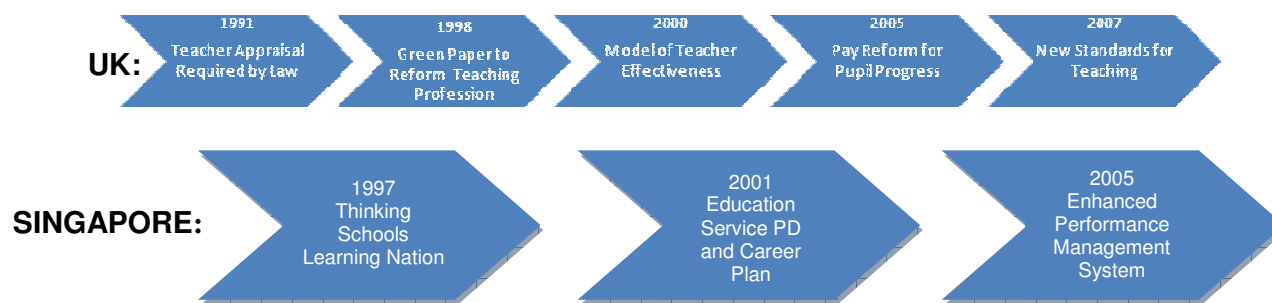 UK:
1991
Teacher Appraisal
Required by Law
1998
Green Paper to
Reform Teaching
Profession
2000
Model of Teacher
Effectiveness
2005
Pay Reform for
Pupil Progress
2007
New Standards for
Teaching
SINGAPORE:
1997
Thinking
Schools
Learning Nation
2001
Education
Service PD
and Career
Plan
2005
Enhanced
Performance
Management
System